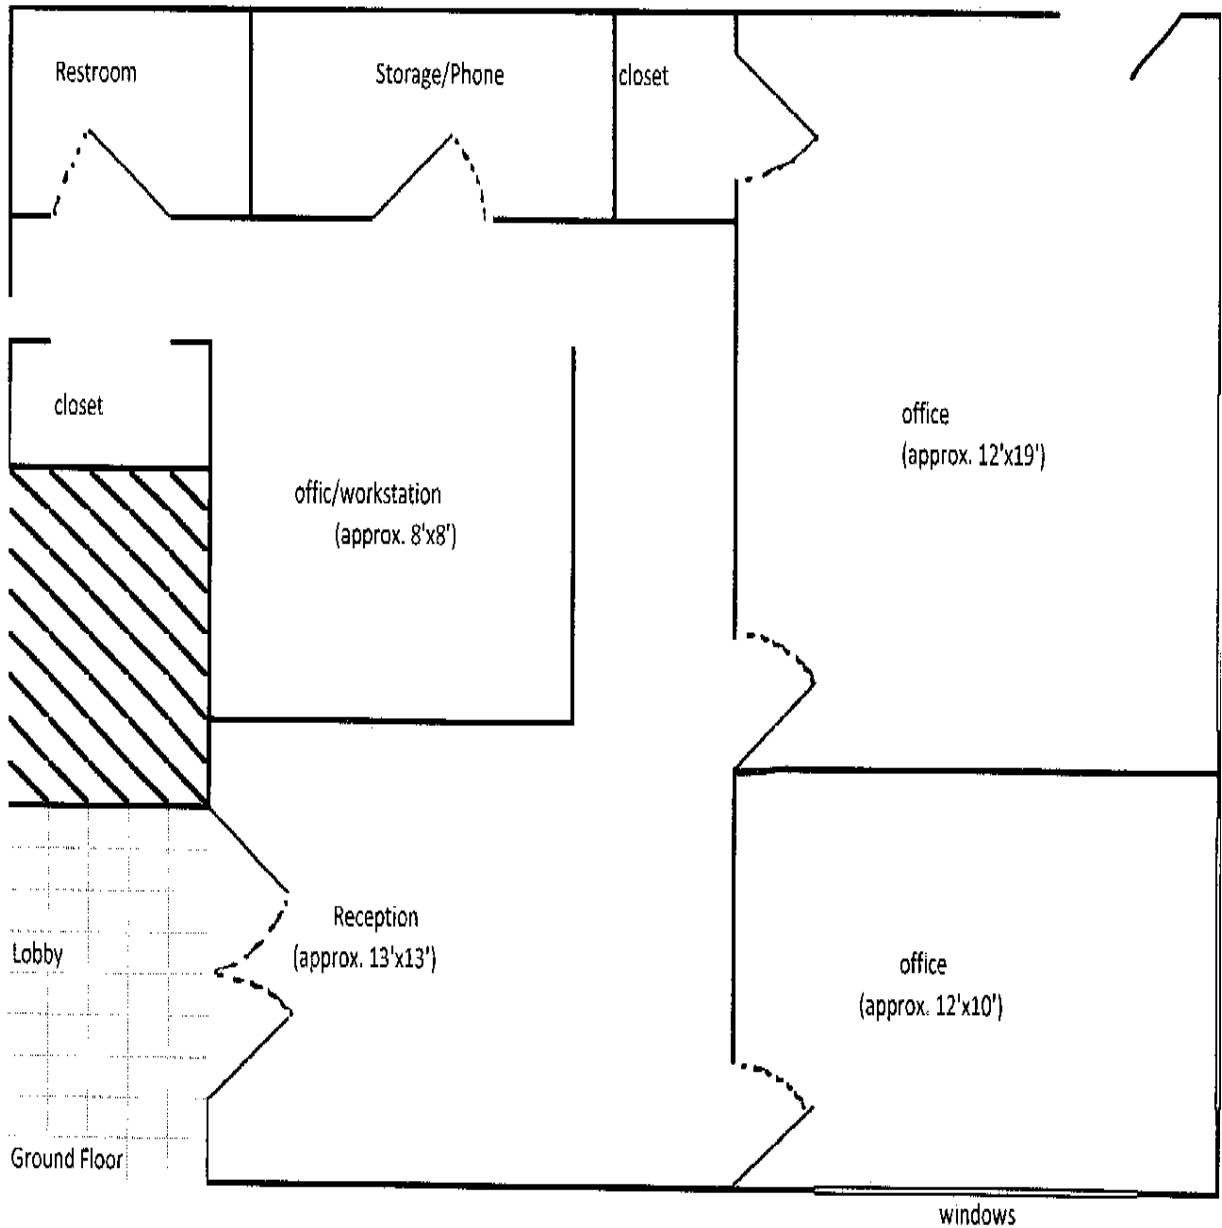 Restroom
Storage/Phone
closet
closet
office
(approx. 12'x19')
offic/workstation
(approx. 8'x8')
Reception
(approx. 13'x13')
Lobby
office
(approx. 12'x10')
Ground Floor
windows